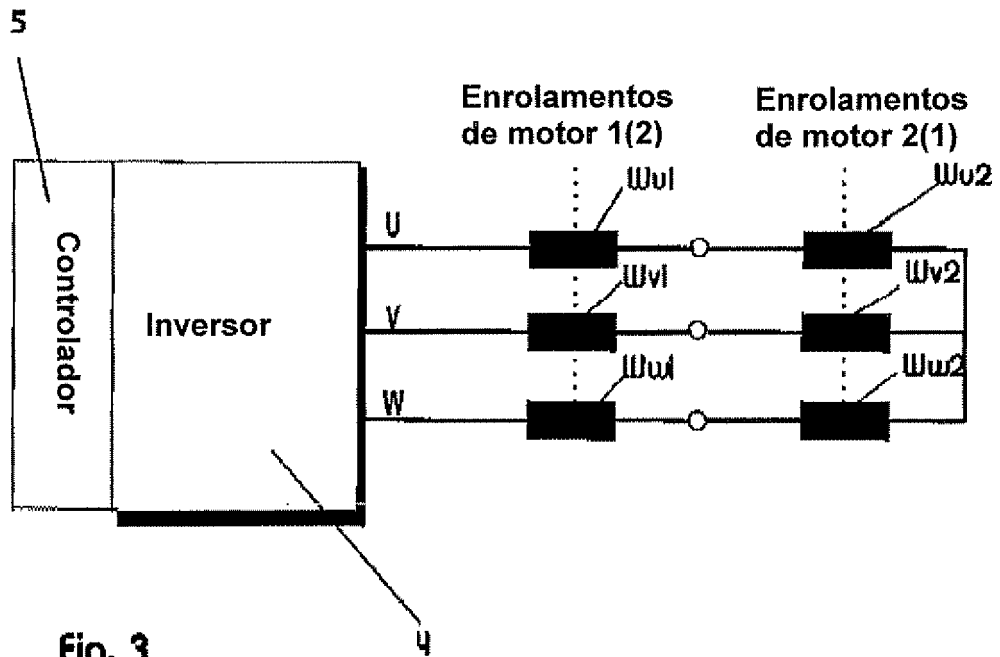 5
Enrolamentos
de motor 1(2)
Enrolamentos
de motor 2(1)
Wu1
Wu2
U
Controlador
Inversor
Wv1
Wv2
V
Ww1
Ww2
W
4
Fig. 3